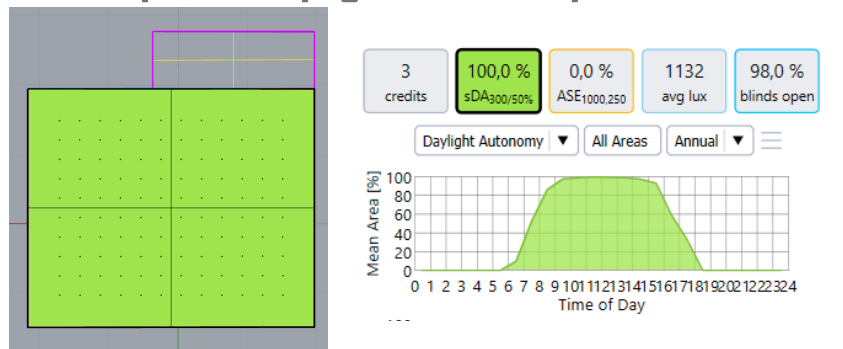 3 100,0 % 0,0 % 1132 98,0 %
credits sDA300/50% ASE1000,250 avg lux blinds open
Daylight Autonomy ▼ All Areas Annual ▼
Mean Area [%]
100
80
60
40
20
0
0 1 2 3 4 5 6 7 8 9 10 11 12 13 14 15 16 17 18 19 20 21 22 23 24
Time of Day